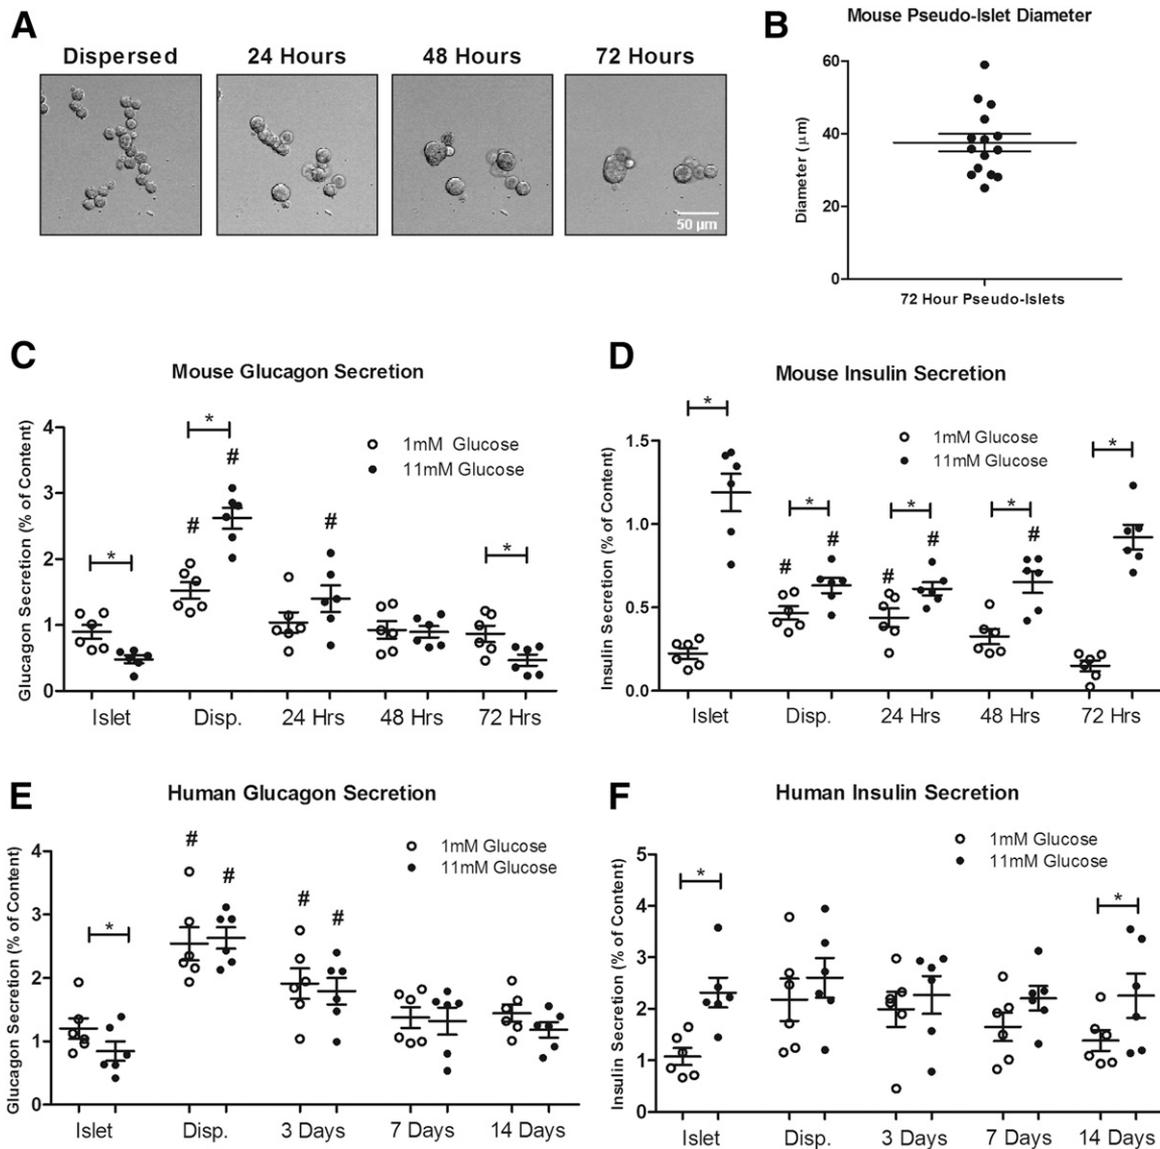 A
Dispersed
24 Hours
48 Hours
72 Hours
50 µm
B
Mouse Pseudo-Islet Diameter
Diameter (µm)
60
40
20
0
72 Hour Pseudo-Islets
C
Mouse Glucagon Secretion
Glucagon Secretion (% of Content)
4
3
2
1
0
1mM Glucose
11mM Glucose
*
#
*
#
#
*
Islet
Disp.
24 Hrs
48 Hrs
72 Hrs
D
Mouse Insulin Secretion
Insulin Secretion (% of Content)
1.5
1.0
0.5
0.0
1mM Glucose
11mM Glucose
*
#
*
#
#
*
#
*
#
*
Islet
Disp.
24 Hrs
48 Hrs
72 Hrs
E
Human Glucagon Secretion
Glucagon Secretion (% of Content)
4
3
2
1
0
1mM Glucose
11mM Glucose
*
#
#
#
#
Islet
Disp.
3 Days
7 Days
14 Days
F
Human Insulin Secretion
Insulin Secretion (% of Content)
5
4
3
2
1
0
1mM Glucose
11mM Glucose
*
*
Islet
Disp.
3 Days
7 Days
14 Days